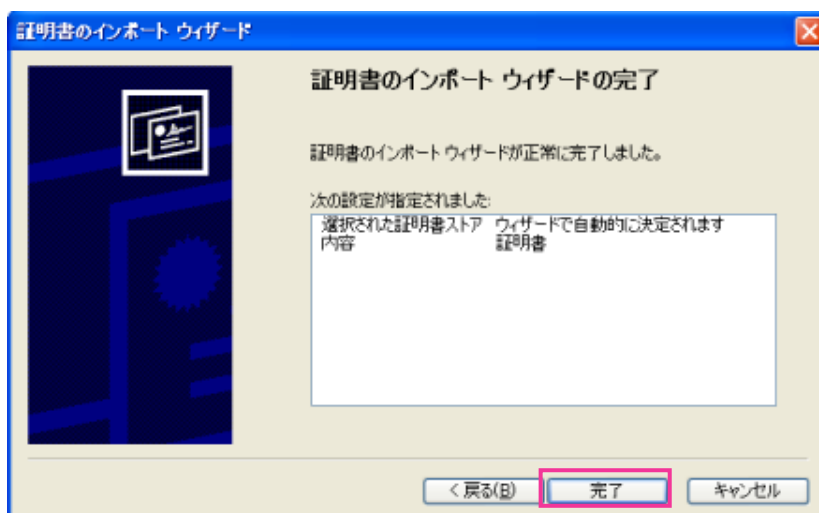 証明書のインポート ウィザード
証明書のインポート ウィザードの完了
証明書のインポート ウィザードが正常に完了しました。
次の設定が指定されました:
選択された証明書ストア ウィザードで自動的に決定されます
内容 証明書
< 戻る(B) 完了 キャンセル